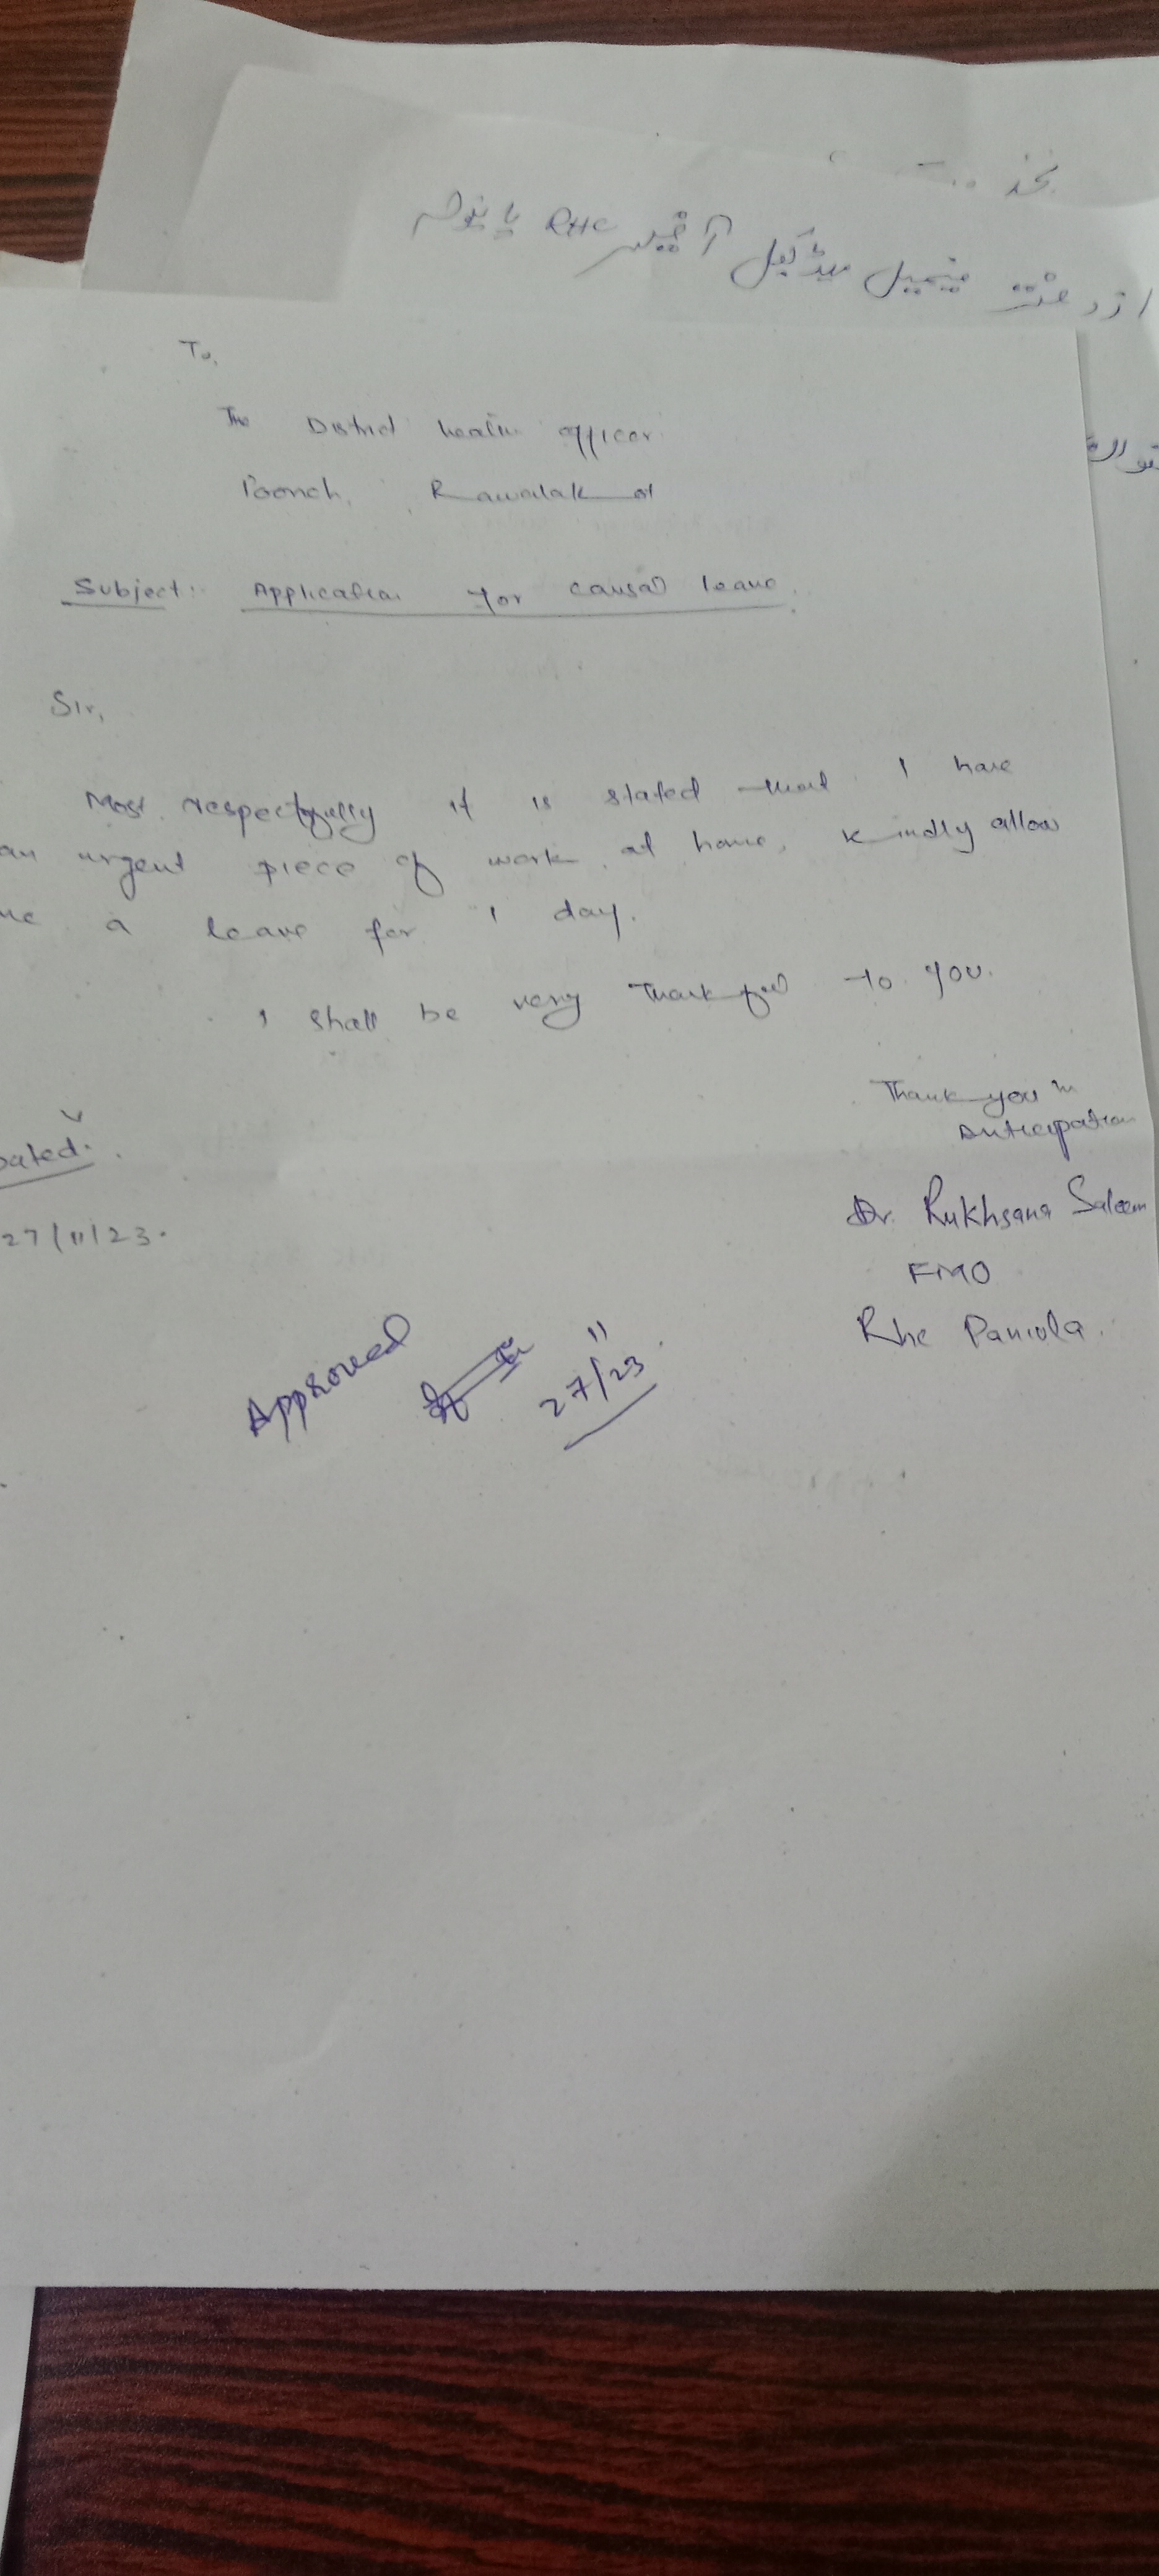 از دفتر فیمیل میڈیکل آفیسر RHC پانیولہ
To,
The District health officer
Poonch, Rawalakot
Subject: Application for causal leave.
Sir,
Most respectfully it is stated that I have
an urgent piece of work at home, kindly allow
me a leave for 1 day.
I shall be very thankful to you.
Thank you in
Anticipation
Dated:
27/11/23.
Dr. Rukhsana Saleem
FMO
Rhc Paniola.
Approved
11
27/23